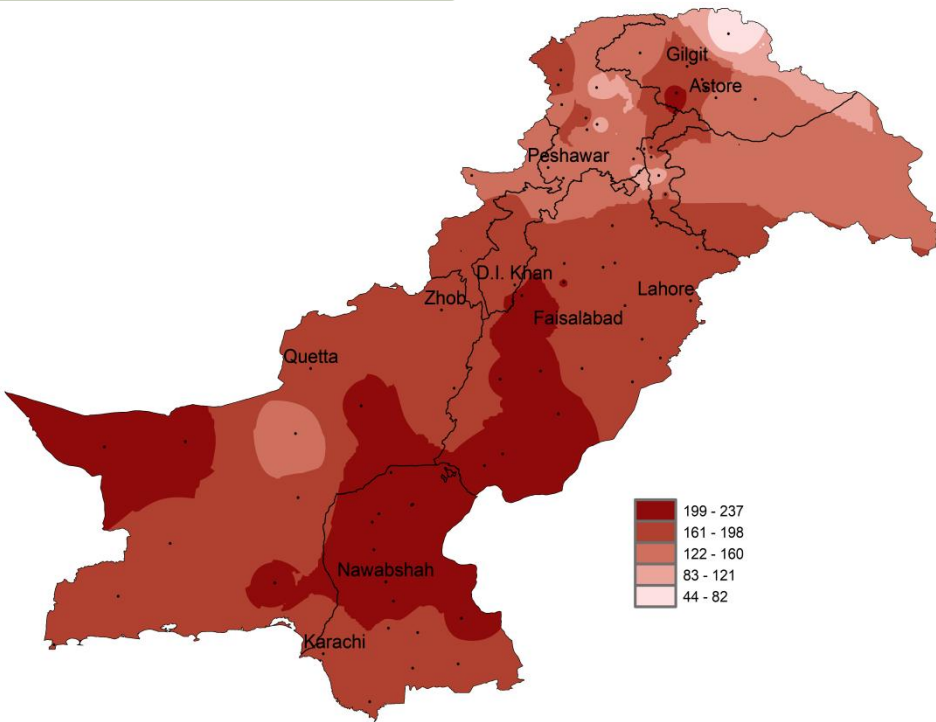 Gilgit
Astore
Peshawar
D.I. Khan
Zhob
Lahore
Faisalabad
Quetta
199 - 237
161 - 198
122 - 160
83 - 121
44 - 82
Nawabshah
Karachi